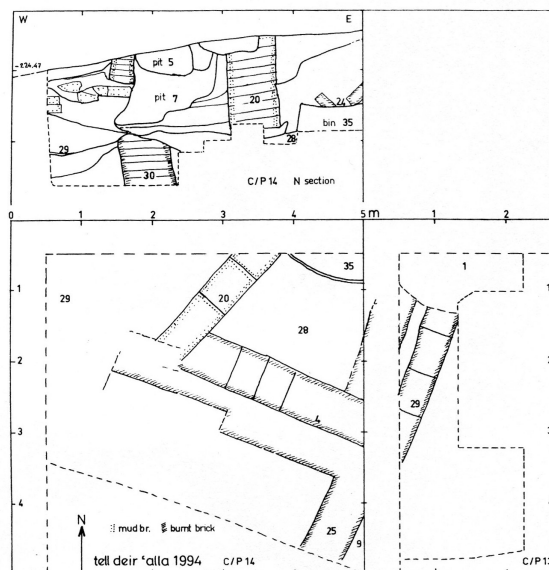 W E
-224.47
pit 5
pit 7
20
24
bin 35
29
28
30
C/P 14 N section
0 1 2 3 4 5 m 1 2
35
1
29
20
28
1
2
29
4
3
4
25
9
N
mud br. burnt brick
tell deir ʿalla 1994 C/P 14
C/P 13